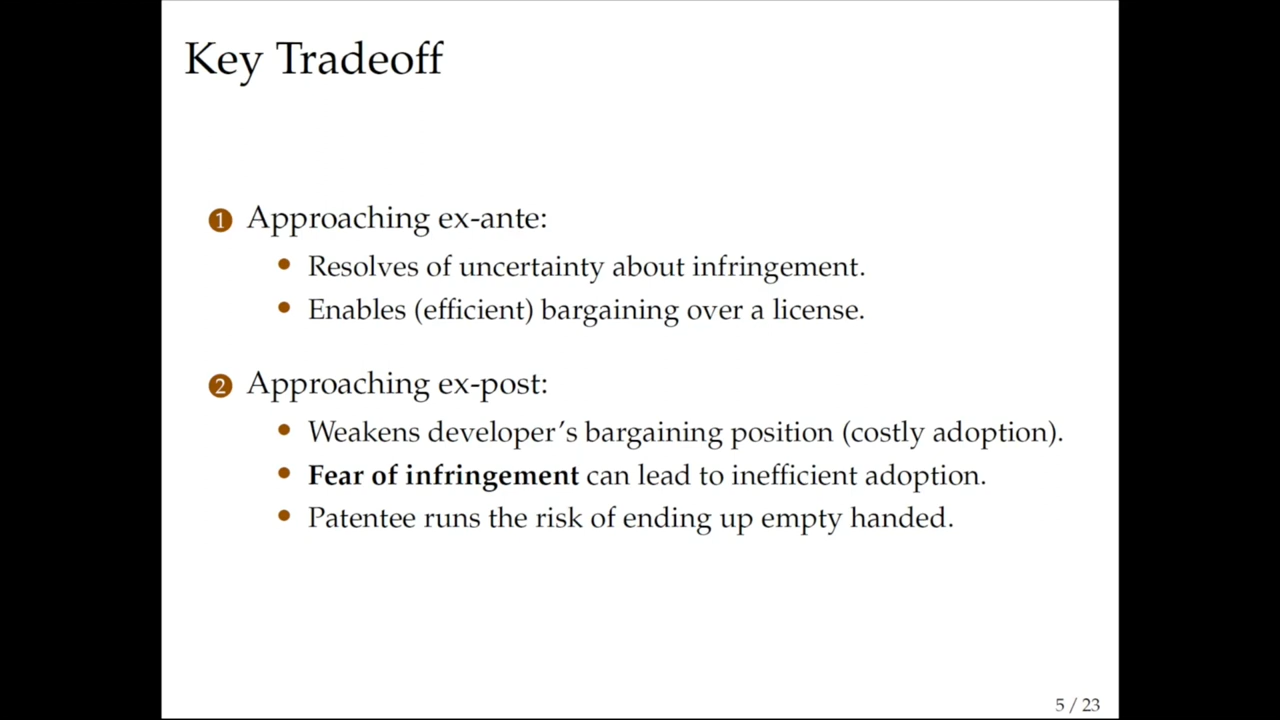 Key Tradeoff
1 Approaching ex-ante:
• Resolves of uncertainty about infringement.
• Enables (efficient) bargaining over a license.
2 Approaching ex-post:
• Weakens developer's bargaining position (costly adoption).
• Fear of infringement can lead to inefficient adoption.
• Patentee runs the risk of ending up empty handed.
5 / 23